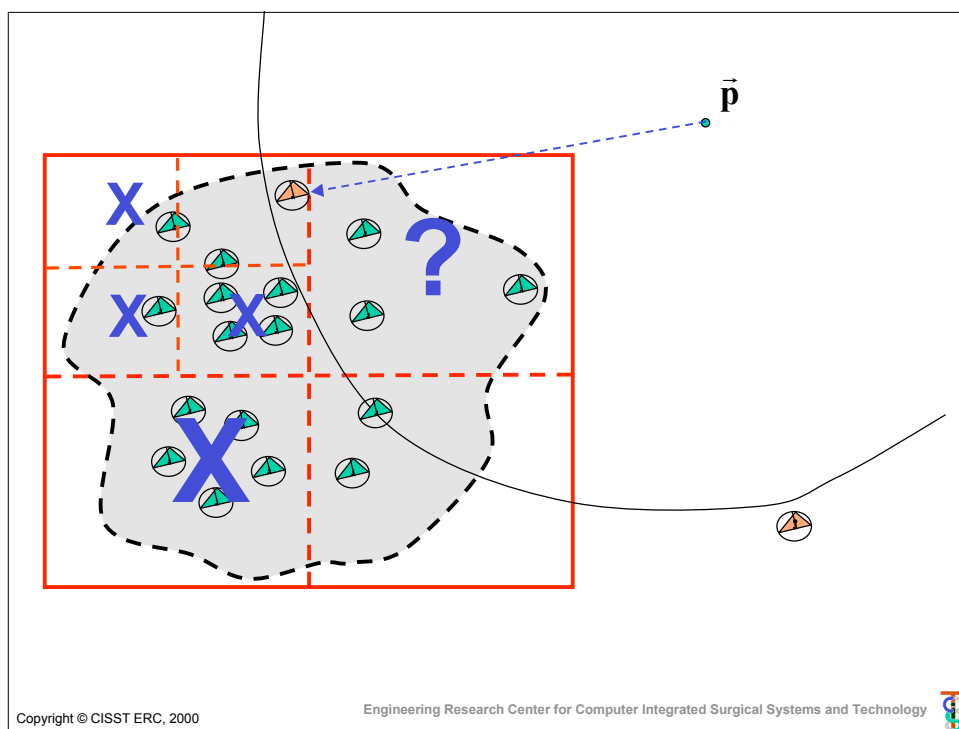 p
X
?
X
X
X
Engineering Research Center for Computer Integrated Surgical Systems and Technology
Copyright © CISST ERC, 2000